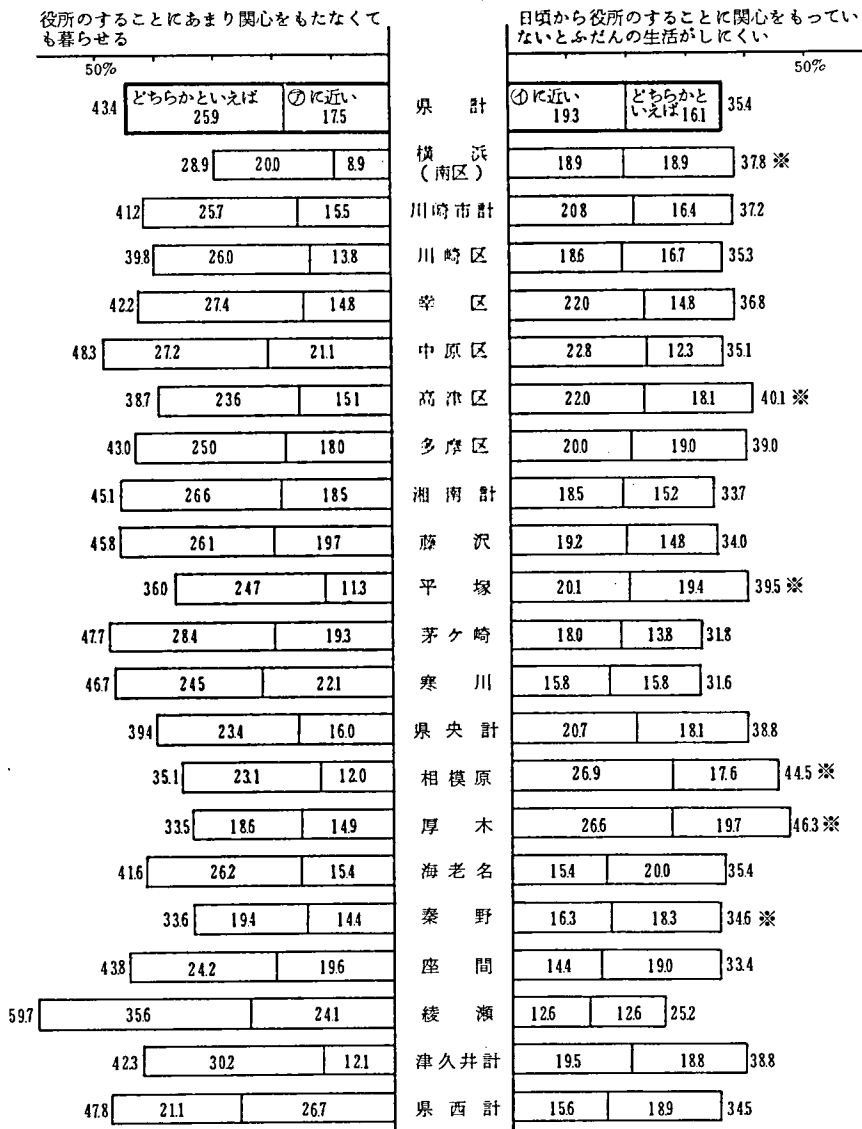 役所のすることにあまり関心をもたなくて
も暮らせる
日頃から役所のすることに関心をもってい
ないとふだんの生活がしにくい
50% 50%
43.4 どちらかといえば 25.9 ㋐に近い 17.5 県計 ㋑に近い 19.3 どちらかといえば 16.1 35.4
28.9 20.0 8.9 横浜(南区) 18.9 18.9 37.8 ※
41.2 25.7 15.5 川崎市計 20.8 16.4 37.2
39.8 26.0 13.8 川崎区 18.6 16.7 35.3
42.2 27.4 14.8 幸区 22.0 14.8 36.8
48.3 27.2 21.1 中原区 22.8 12.3 35.1
38.7 23.6 15.1 高津区 22.0 18.1 40.1 ※
43.0 25.0 18.0 多摩区 20.0 19.0 39.0
45.1 26.6 18.5 湘南計 18.5 15.2 33.7
45.8 26.1 19.7 藤沢 19.2 14.8 34.0
36.0 24.7 11.3 平塚 20.1 19.4 39.5 ※
47.7 28.4 19.3 茅ケ崎 18.0 13.8 31.8
46.7 24.5 22.1 寒川 15.8 15.8 31.6
39.4 23.4 16.0 県央計 20.7 18.1 38.8
35.1 23.1 12.0 相模原 26.9 17.6 44.5 ※
33.5 18.6 14.9 厚木 26.6 19.7 46.3 ※
41.6 26.2 15.4 海老名 15.4 20.0 35.4
33.6 19.4 14.4 秦野 16.3 18.3 34.6 ※
43.8 24.2 19.6 座間 14.4 19.0 33.4
59.7 35.6 24.1 綾瀬 12.6 12.6 25.2
42.3 30.2 12.1 津久井計 19.5 18.8 38.8
47.8 21.1 26.7 県西計 15.6 18.9 34.5